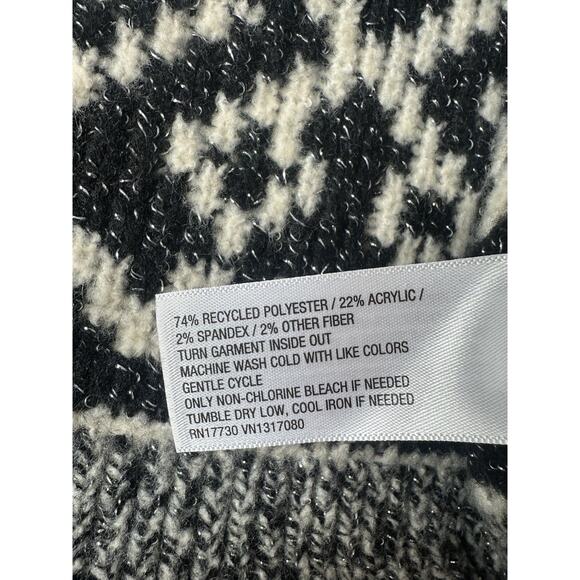 74% RECYCLED POLYESTER / 22% ACRYLIC /
2% SPANDEX / 2% OTHER FIBER
TURN GARMENT INSIDE OUT
MACHINE WASH COLD WITH LIKE COLORS
GENTLE CYCLE
ONLY NON-CHLORINE BLEACH IF NEEDED
TUMBLE DRY LOW, COOL IRON IF NEEDED
RN17730 VN1317080